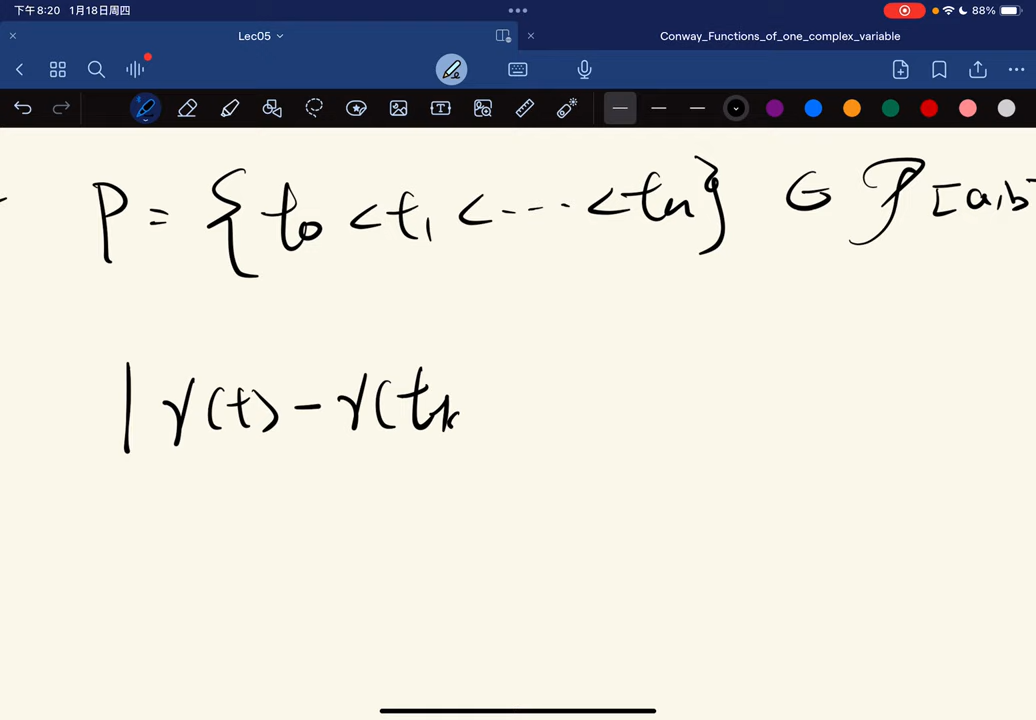 下午8:20 1月18日周四
88%
Lec05
Conway_Functions_of_one_complex_variable
P = { t₀ < t₁ < --- < tₙ } ∈ 𝒫 [a,b]
| γ(t) - γ(tₖ